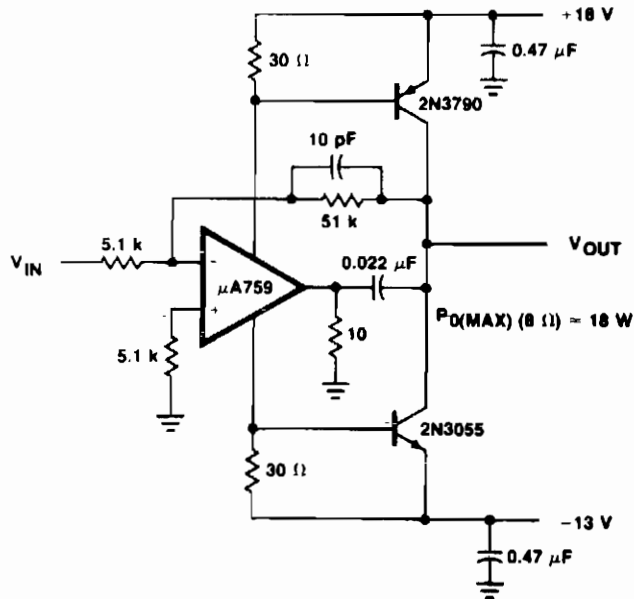 +18 V
0.47 μF
30 Ω
2N3790
10 pF
51 k
5.1 k
VIN
VOUT
0.022 μF
-
μA759
+
PO(MAX) (8 Ω) = 18 W
10
5.1 k
2N3055
30 Ω
-13 V
0.47 μF